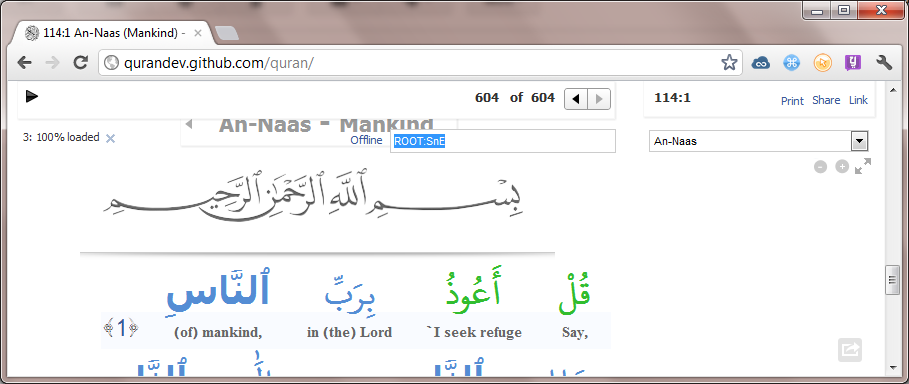 114:1 An-Naas (Mankind) -
qurandev.github.com/quran/
604 of 604
114:1
Print Share Link
An-Naas - Mankind
3: 100% loaded
Offline
ROOT:SnE
An-Naas
بِسْمِ ٱللَّهِ ٱلرَّحْمَٰنِ ٱلرَّحِيمِ
قُلْ أَعُوذُ بِرَبِّ ٱلنَّاسِ
Say, `I seek refuge in (the) Lord (of) mankind,
﴾1﴿